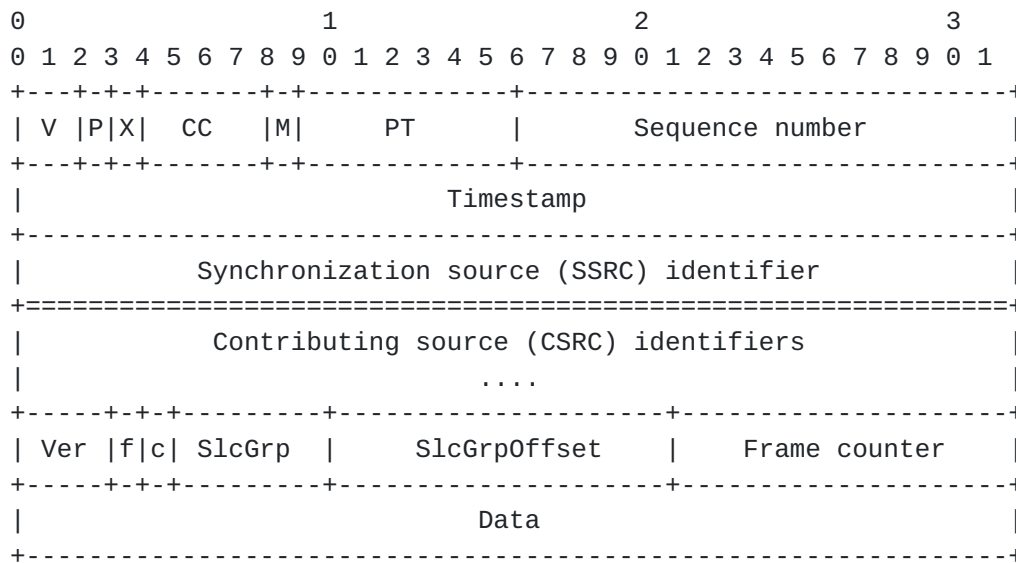 0                   1                   2                   3
0 1 2 3 4 5 6 7 8 9 0 1 2 3 4 5 6 7 8 9 0 1 2 3 4 5 6 7 8 9 0 1
+---+-+-+-------+-+-------------+-------------------------------+
| V |P|X|  CC   |M|     PT      |       Sequence number         |
+---+-+-+-------+-+-------------+-------------------------------+
|                           Timestamp                           |
+---------------------------------------------------------------+
|           Synchronization source (SSRC) identifier            |
+===============================================================+
|            Contributing source (CSRC) identifiers             |
|                             ....                              |
+-----+-+-+---------+---------------------+---------------------+
| Ver |f|c| SlcGrp  |     SlcGrpOffset    |    Frame counter    |
+-----+-+-+---------+---------------------+---------------------+
|                             Data                              |
+---------------------------------------------------------------+